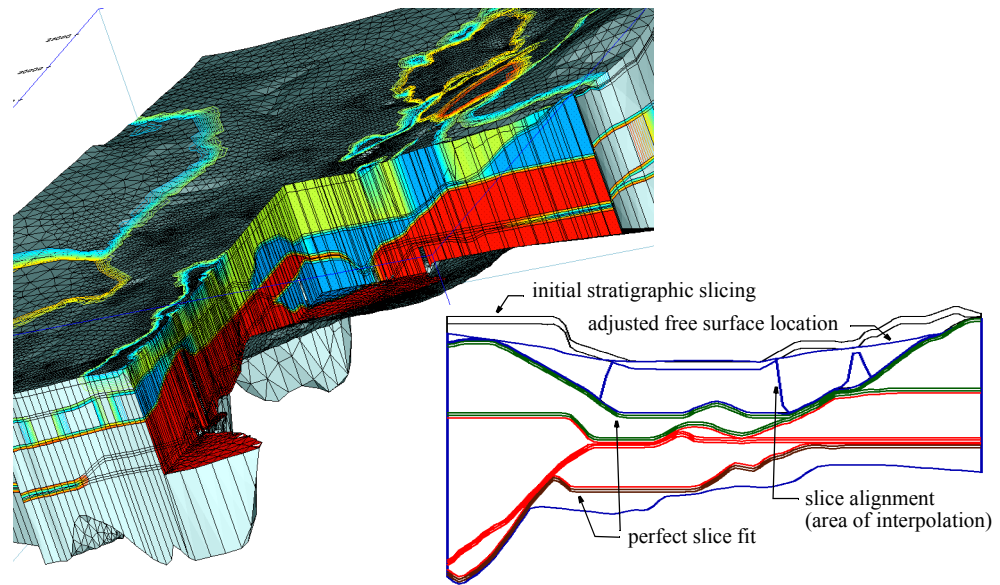 initial stratigraphic slicing
adjusted free surface location
slice alignment
(area of interpolation)
perfect slice fit